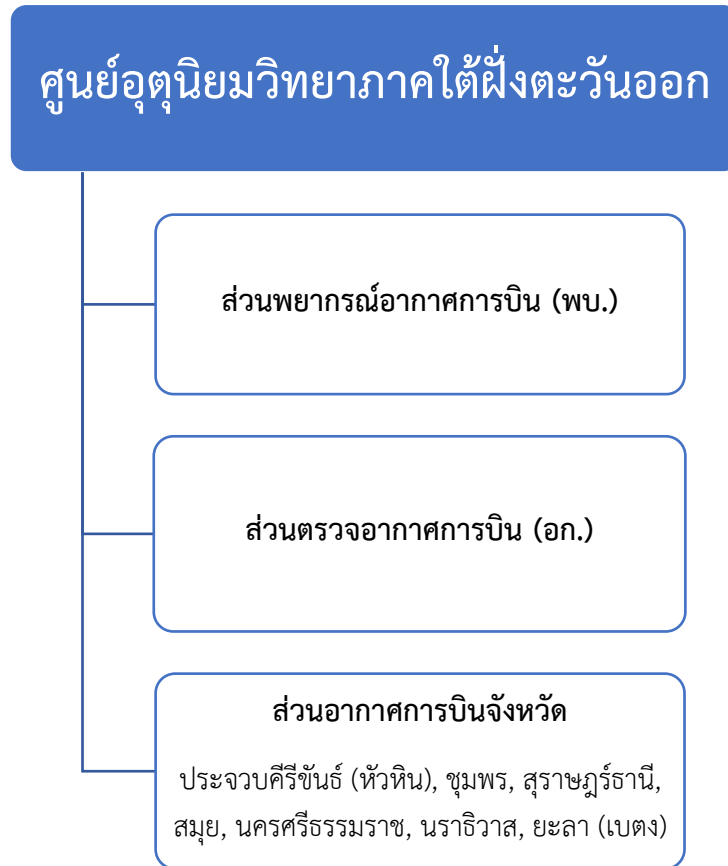 ศูนย์อุตุนิยมวิทยาภาคใต้ฝั่งตะวันออก
ส่วนพยากรณ์อากาศการบิน (พบ.)
ส่วนตรวจอากาศการบิน (อก.)
ส่วนอากาศการบินจังหวัด
ประจวบคีรีขันธ์ (หัวหิน), ชุมพร, สุราษฎร์ธานี,
สมุย, นครศรีธรรมราช, นราธิวาส, ยะลา (เบตง)